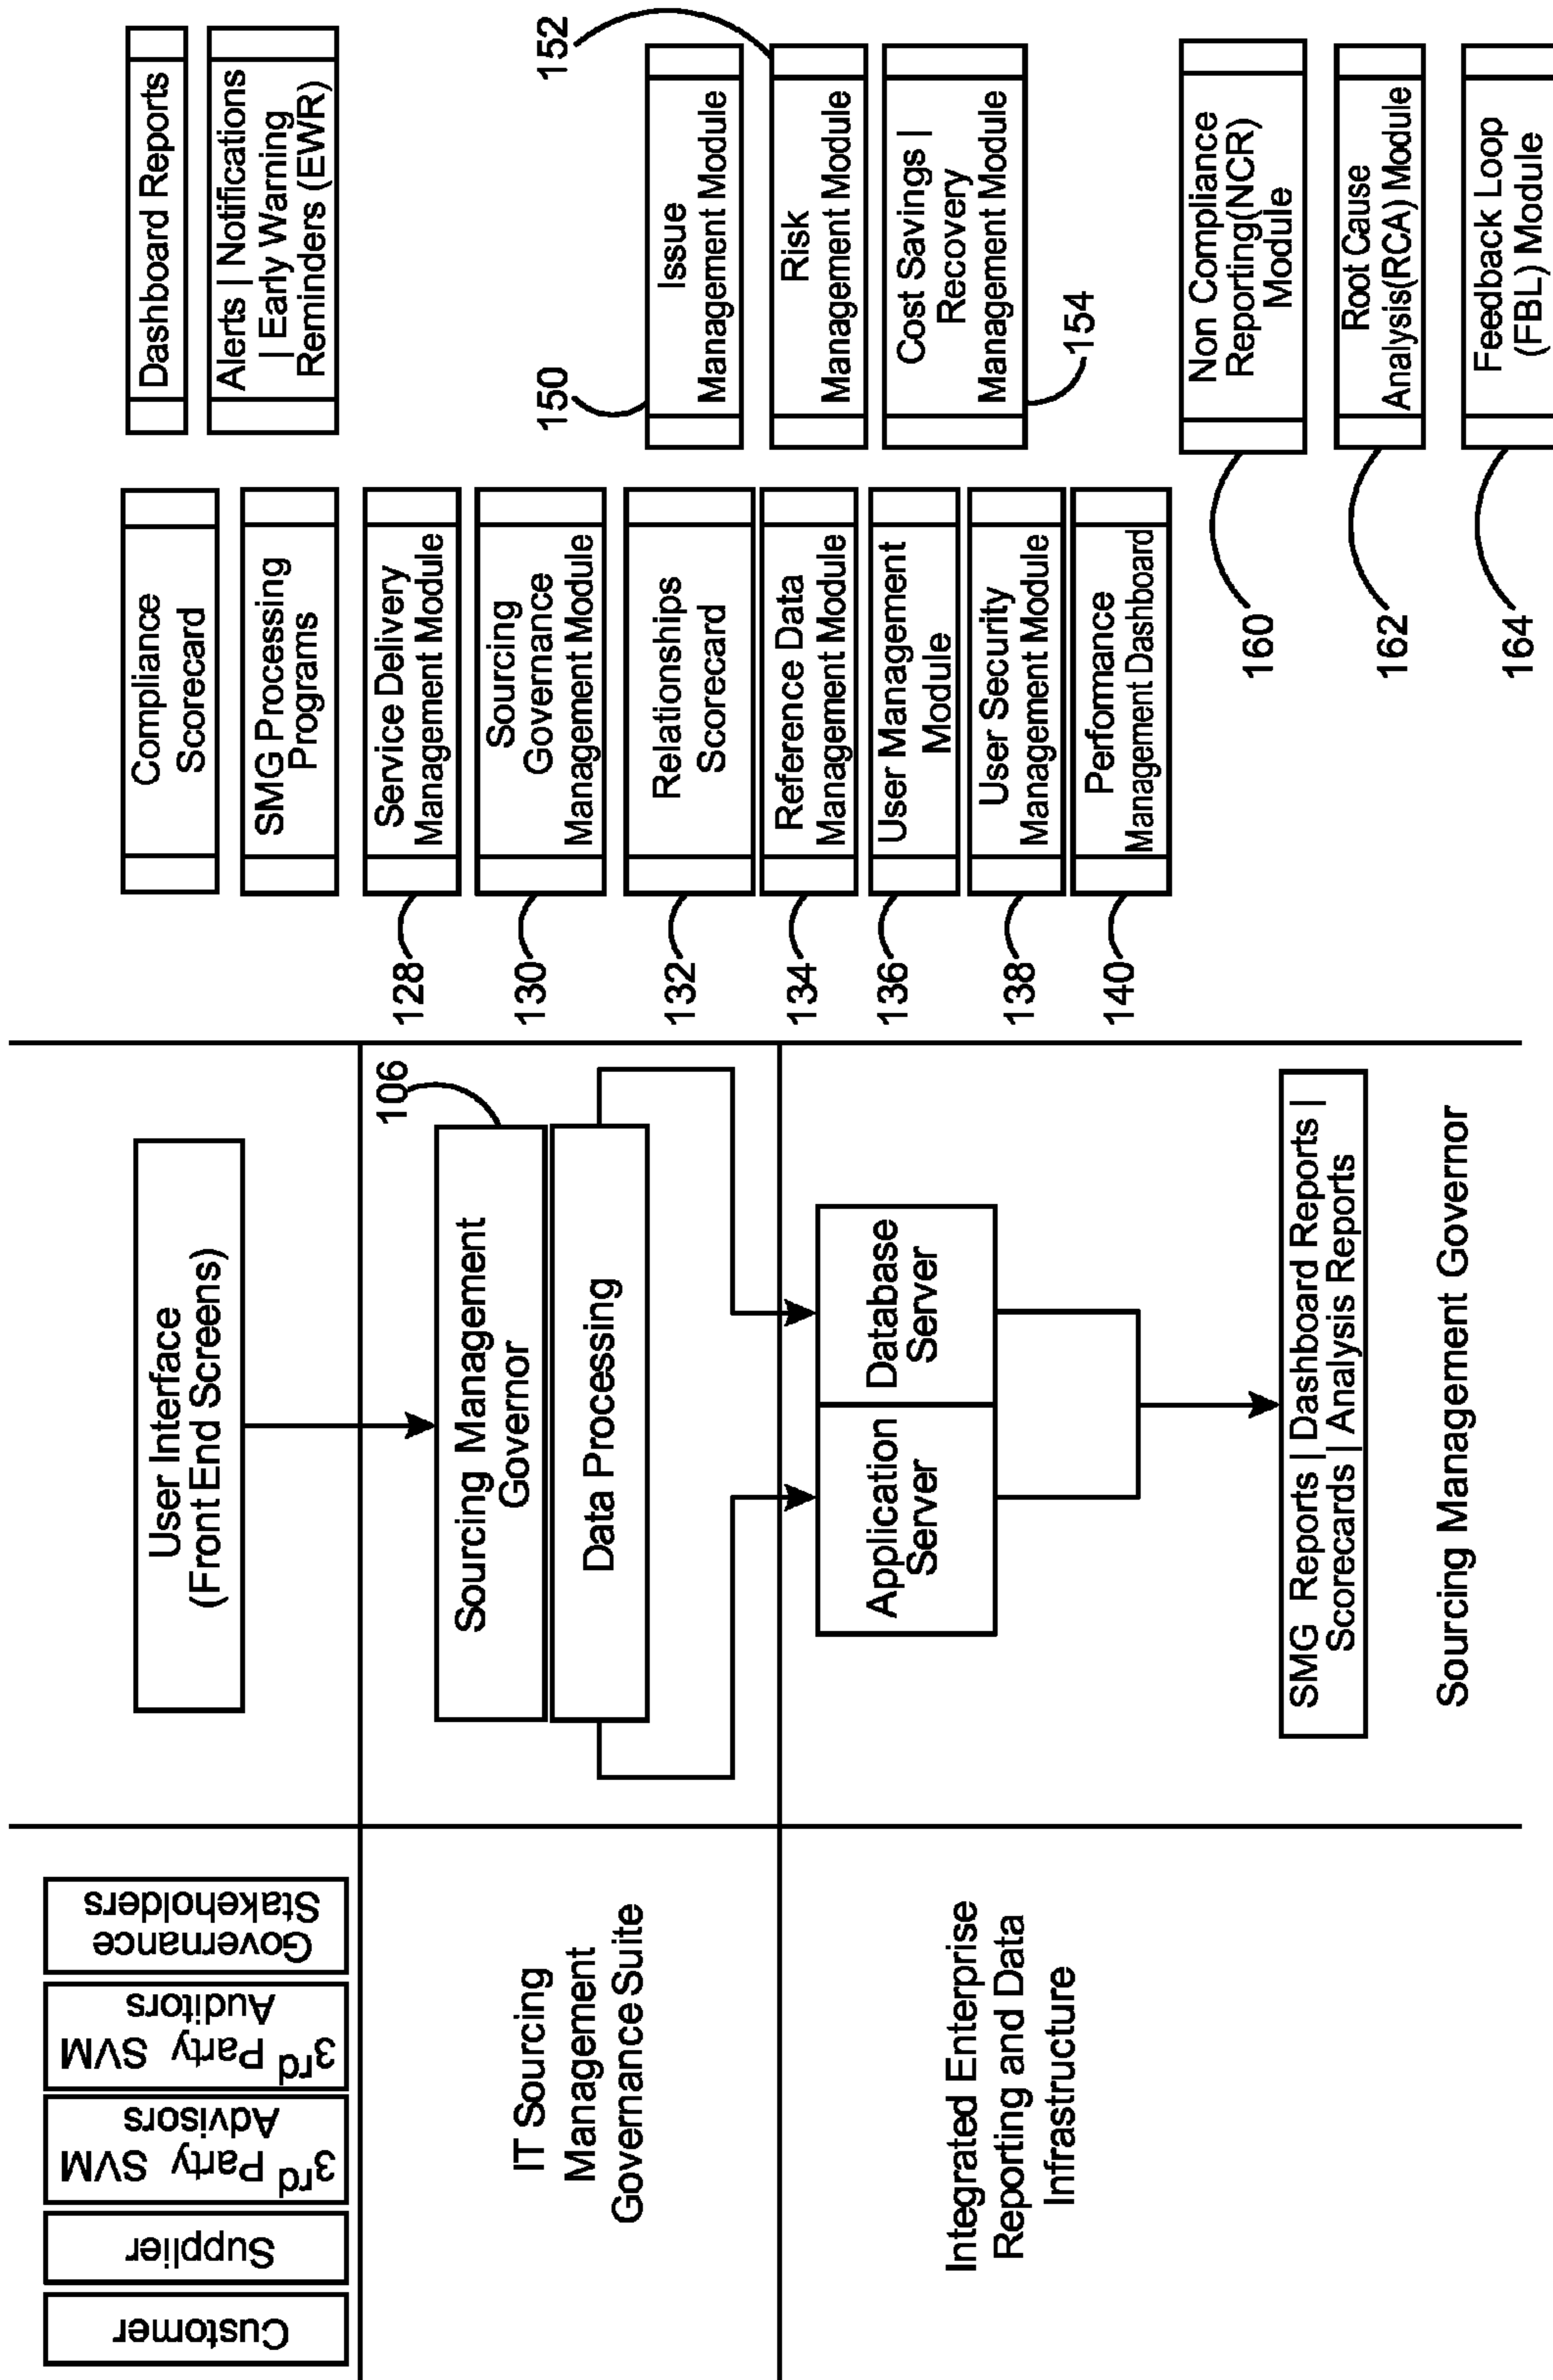 Customer
Supplier
3rd Party SVM
Advisors
3rd Party SVM
Auditors
Governance
Stakeholders
IT Sourcing
Management
Governance Suite
Integrated Enterprise
Reporting and Data
Infrastructure
User Interface
(Front End Screens)
106
Sourcing Management
Governor
Data Processing
Application
Server
Database
Server
SMG Reports | Dashboard Reports |
Scorecards | Analysis Reports
Sourcing Management Governor
Compliance
Scorecard
SMG Processing
Programs
128
Service Delivery
Management Module
130
Sourcing
Governance
Management Module
132
Relationships
Scorecard
134
Reference Data
Management Module
136
User Management
Module
138
User Security
Management Module
140
Performance
Management Dashboard
Dashboard Reports
Alerts | Notifications
| Early Warning
Reminders (EWR)
150
Issue
Management Module
152
Risk
Management Module
154
Cost Savings |
Recovery
Management Module
160
Non Compliance
Reporting(NCR)
Module
162
Root Cause
Analysis(RCA) Module
164
Feedback Loop
(FBL) Module